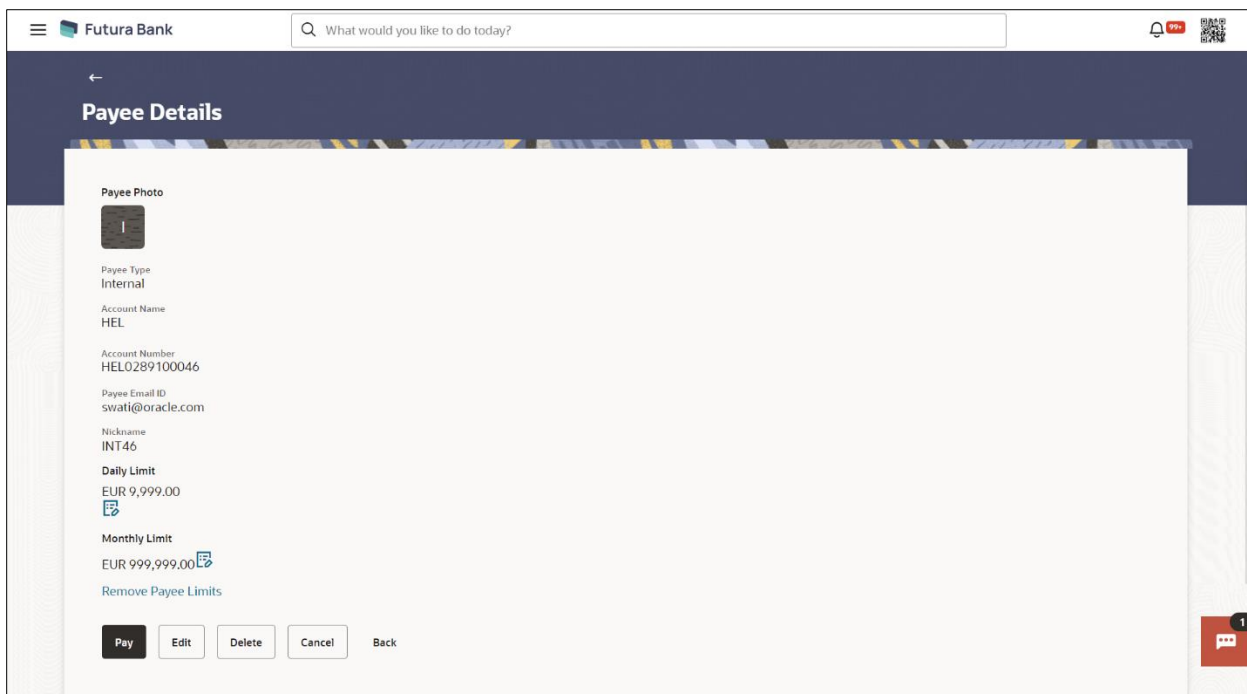 Futura Bank
What would you like to do today?
99+
Payee Details
Payee Photo
I
Payee Type
Internal
Account Name
HEL
Account Number
HEL0289100046
Payee Email ID
swati@oracle.com
Nickname
INT46
Daily Limit
EUR 9,999.00
Monthly Limit
EUR 999,999.00
Remove Payee Limits
Pay Edit Delete Cancel Back
1